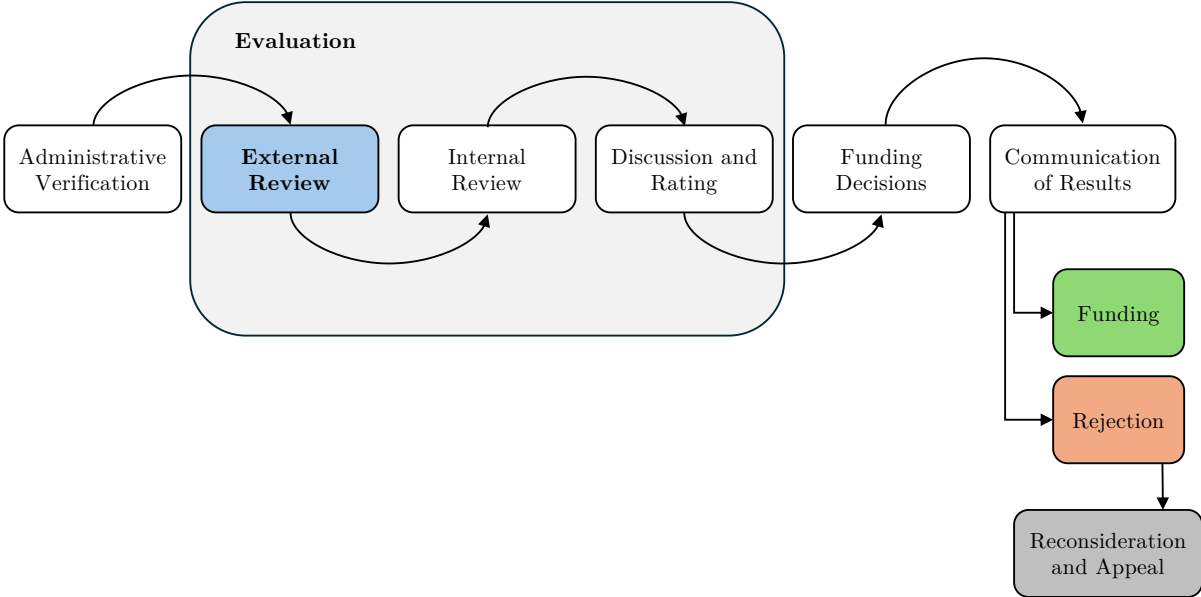 Evaluation
Administrative
Verification
External
Review
Internal
Review
Discussion and
Rating
Funding
Decisions
Communication
of Results
Funding
Rejection
Reconsideration
and Appeal